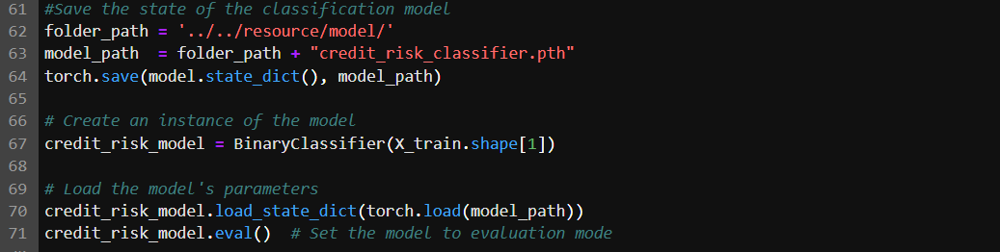 61 #Save the state of the classification model
62 folder_path = '../../resource/model/'
63 model_path  = folder_path + "credit_risk_classifier.pth"
64 torch.save(model.state_dict(), model_path)
65
66 # Create an instance of the model
67 credit_risk_model = BinaryClassifier(X_train.shape[1])
68
69 # Load the model's parameters
70 credit_risk_model.load_state_dict(torch.load(model_path))
71 credit_risk_model.eval()  # Set the model to evaluation mode